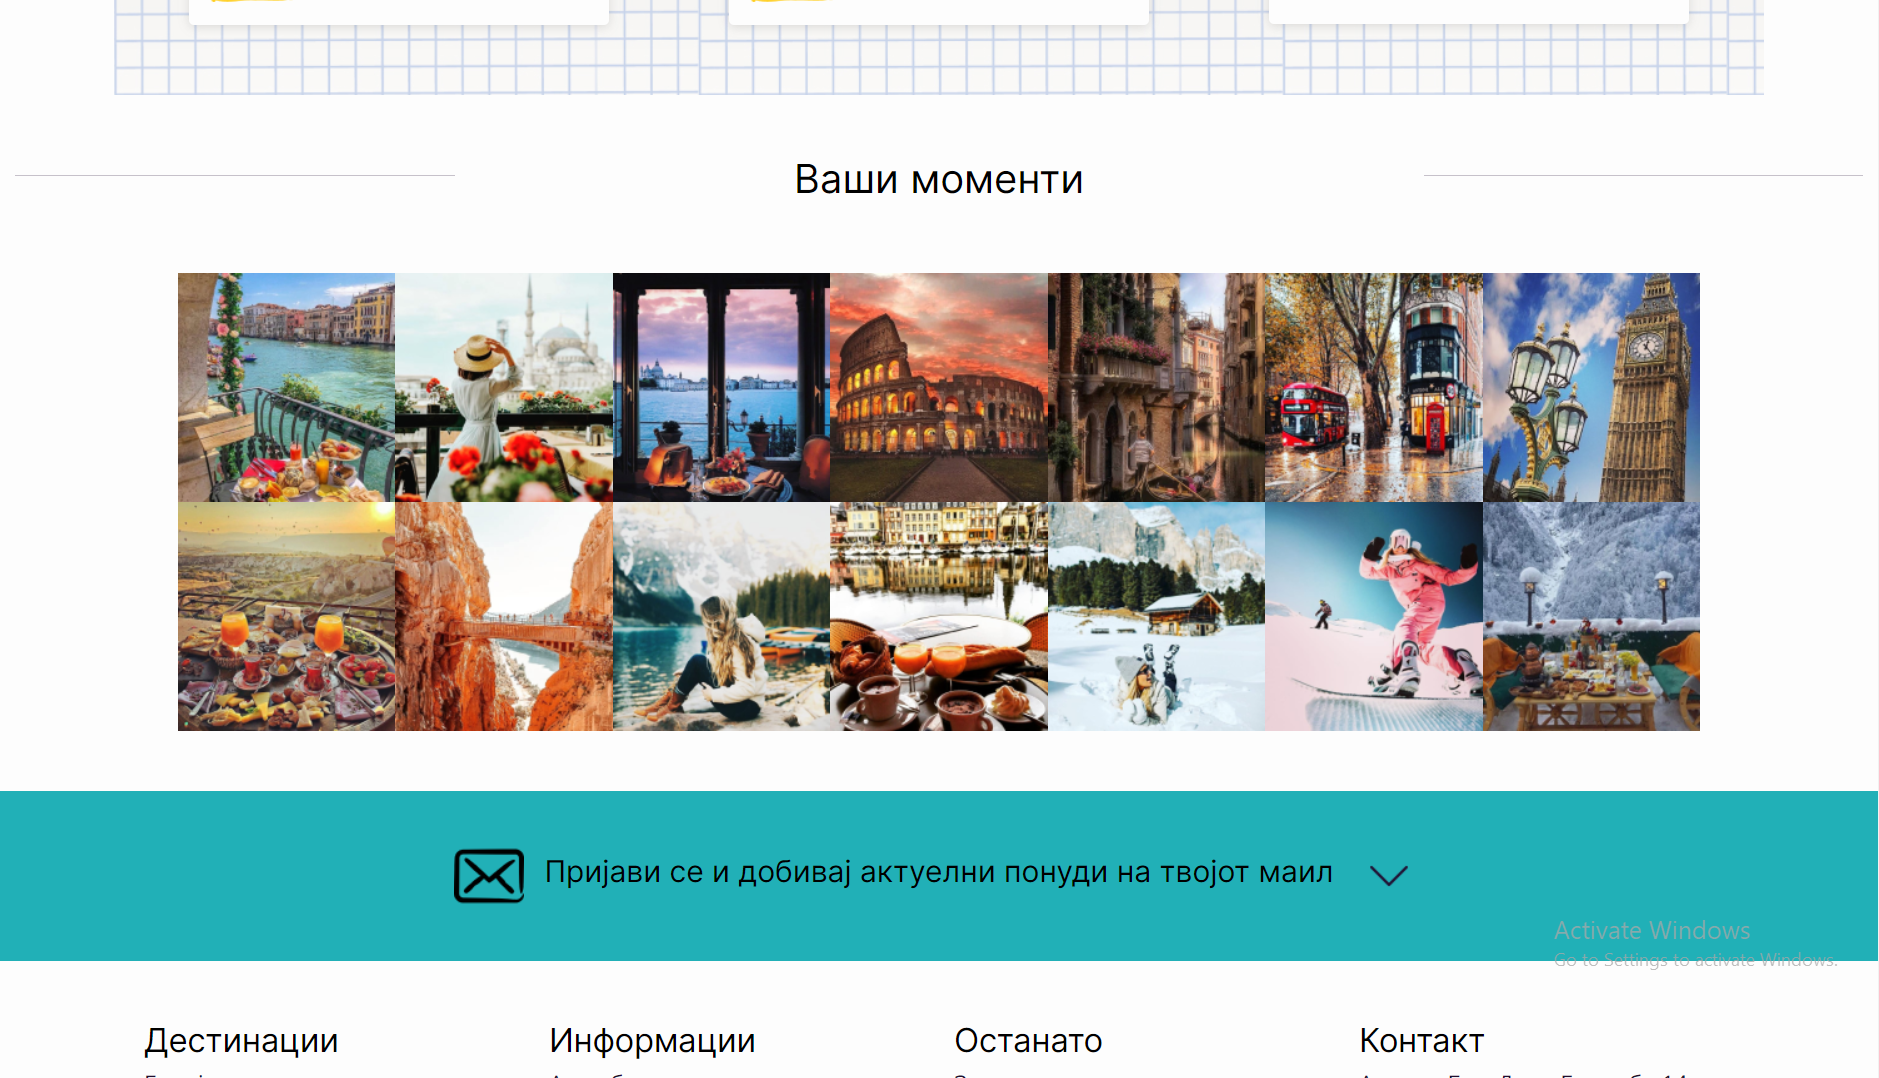 Ваши моменти
Пријави се и добивај актуелни понуди на твојот маил
Activate Windows
Go to Settings to activate Windows.
Дестинации
Информации
Останато
Контакт